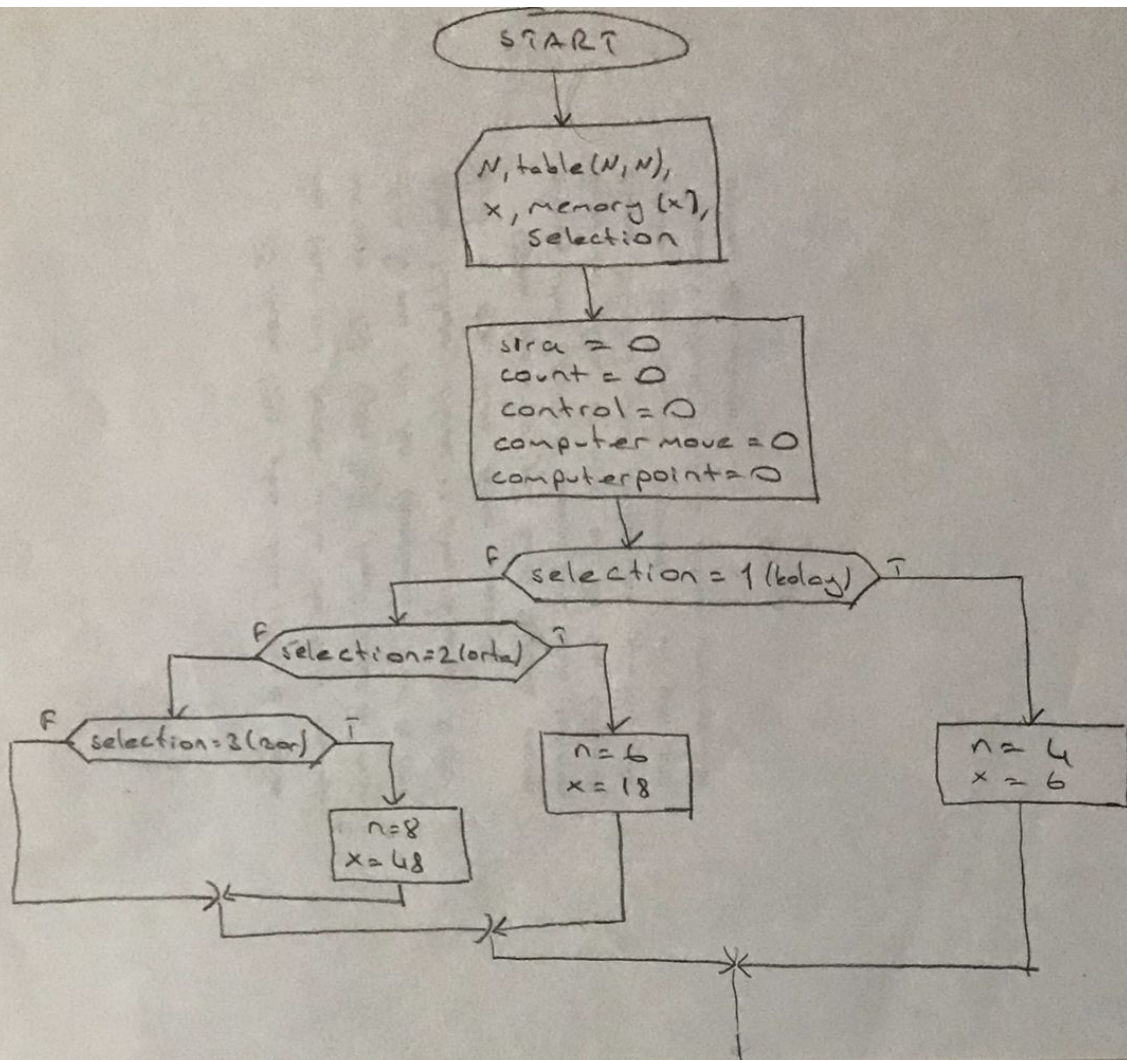 START
N, table(N,N),
x, memory[x],
selection
sıra = 0
count = 0
control = 0
computer move = 0
computerpoint = 0
F
selection = 1 (kolay)
T
F
selection=2(orta)
T
F
selection=3(zor)
T
n=8
x=48
n=6
x=18
n=4
x=6